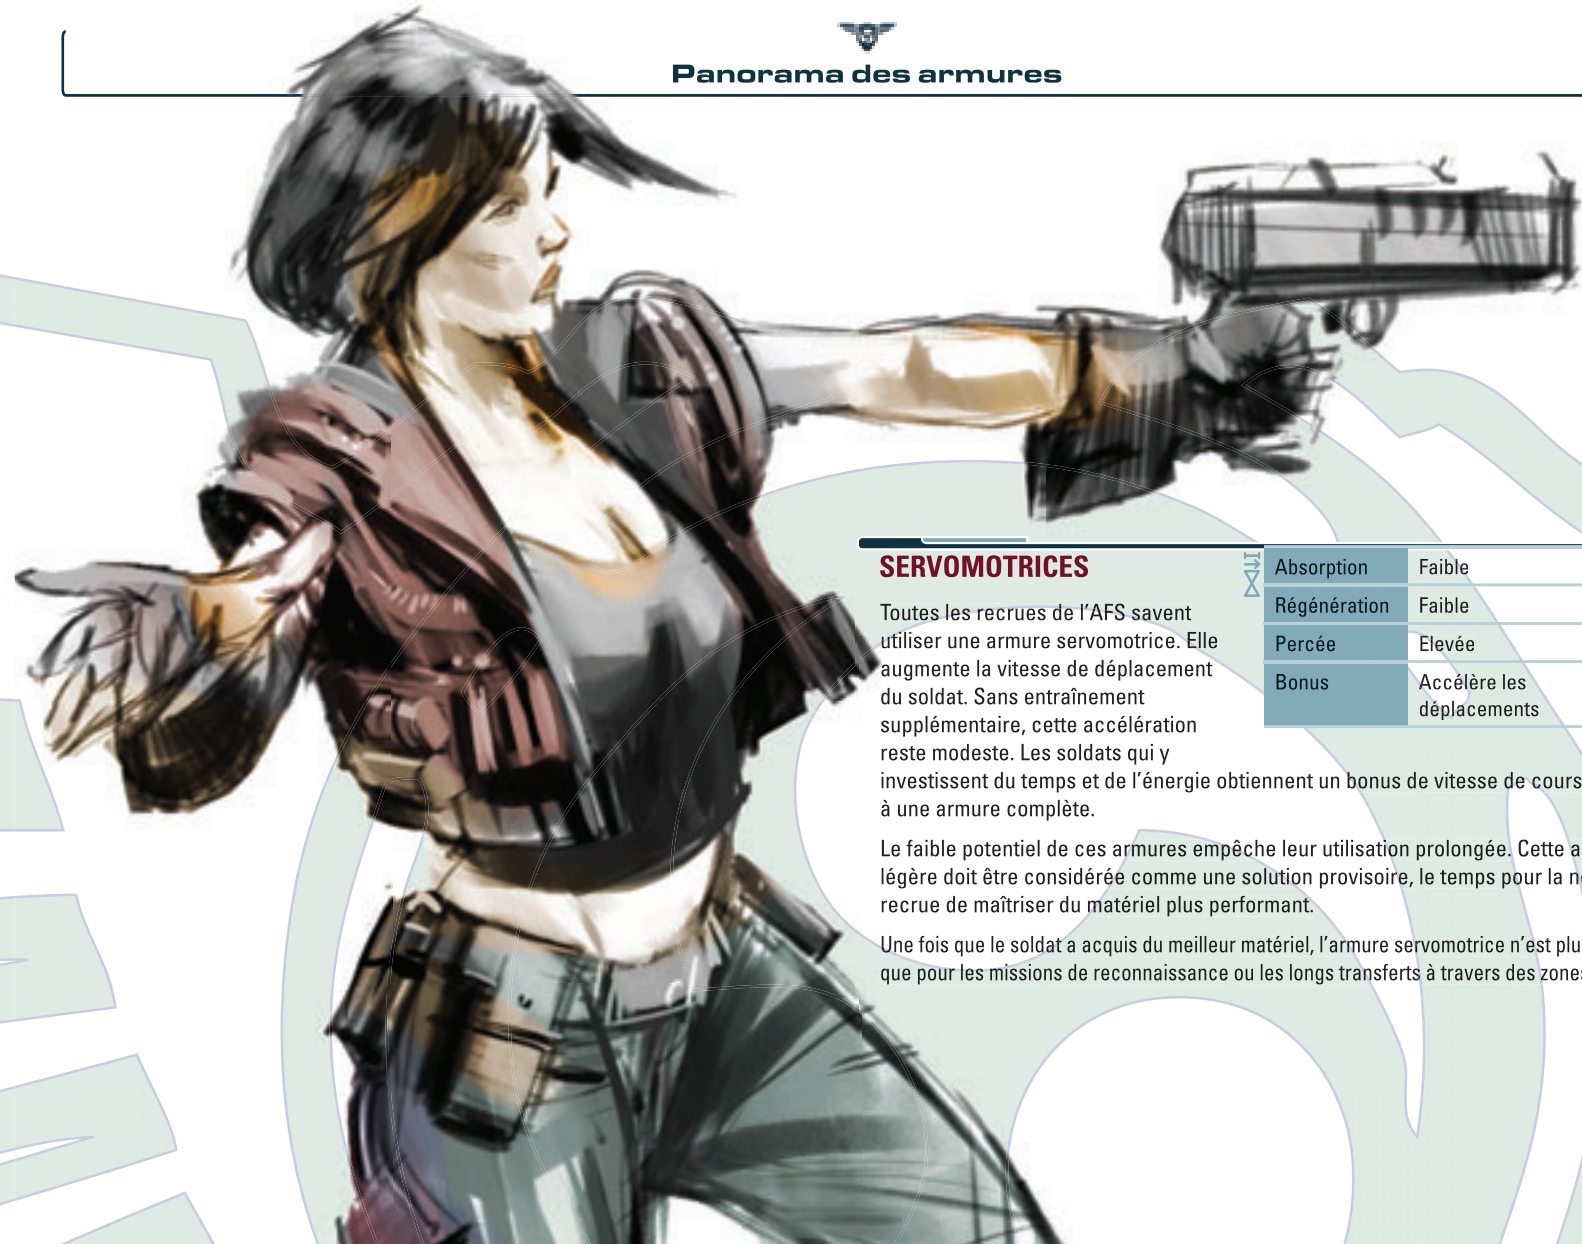 Panorama des armures
SERVOMOTRICES
Toutes les recrues de l’AFS savent
utiliser une armure servomotrice. Elle
augmente la vitesse de déplacement
du soldat. Sans entraînement
supplémentaire, cette accélération
reste modeste. Les soldats qui y
investissent du temps et de l’énergie obtiennent un bonus de vitesse de cours
à une armure complète.
Le faible potentiel de ces armures empêche leur utilisation prolongée. Cette a
légère doit être considérée comme une solution provisoire, le temps pour la
recrue de maîtriser du matériel plus performant.
Une fois que le soldat a acquis du meilleur matériel, l’armure servomotrice n’est plu
que pour les missions de reconnaissance ou les longs transferts à travers des zones
Absorption Faible
Régénération Faible
Percée Elevée
Bonus Accélère les
déplacements